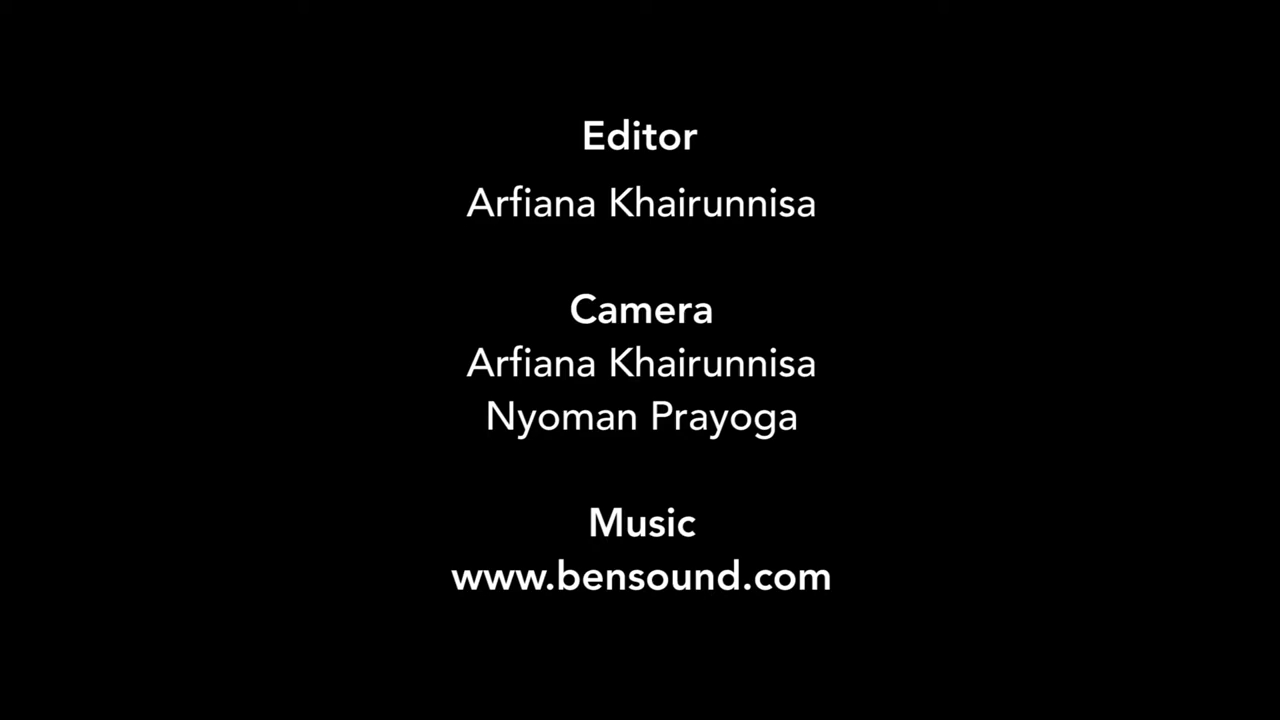 Editor
Arfiana Khairunnisa
Camera
Arfiana Khairunnisa
Nyoman Prayoga
Music
www.bensound.com